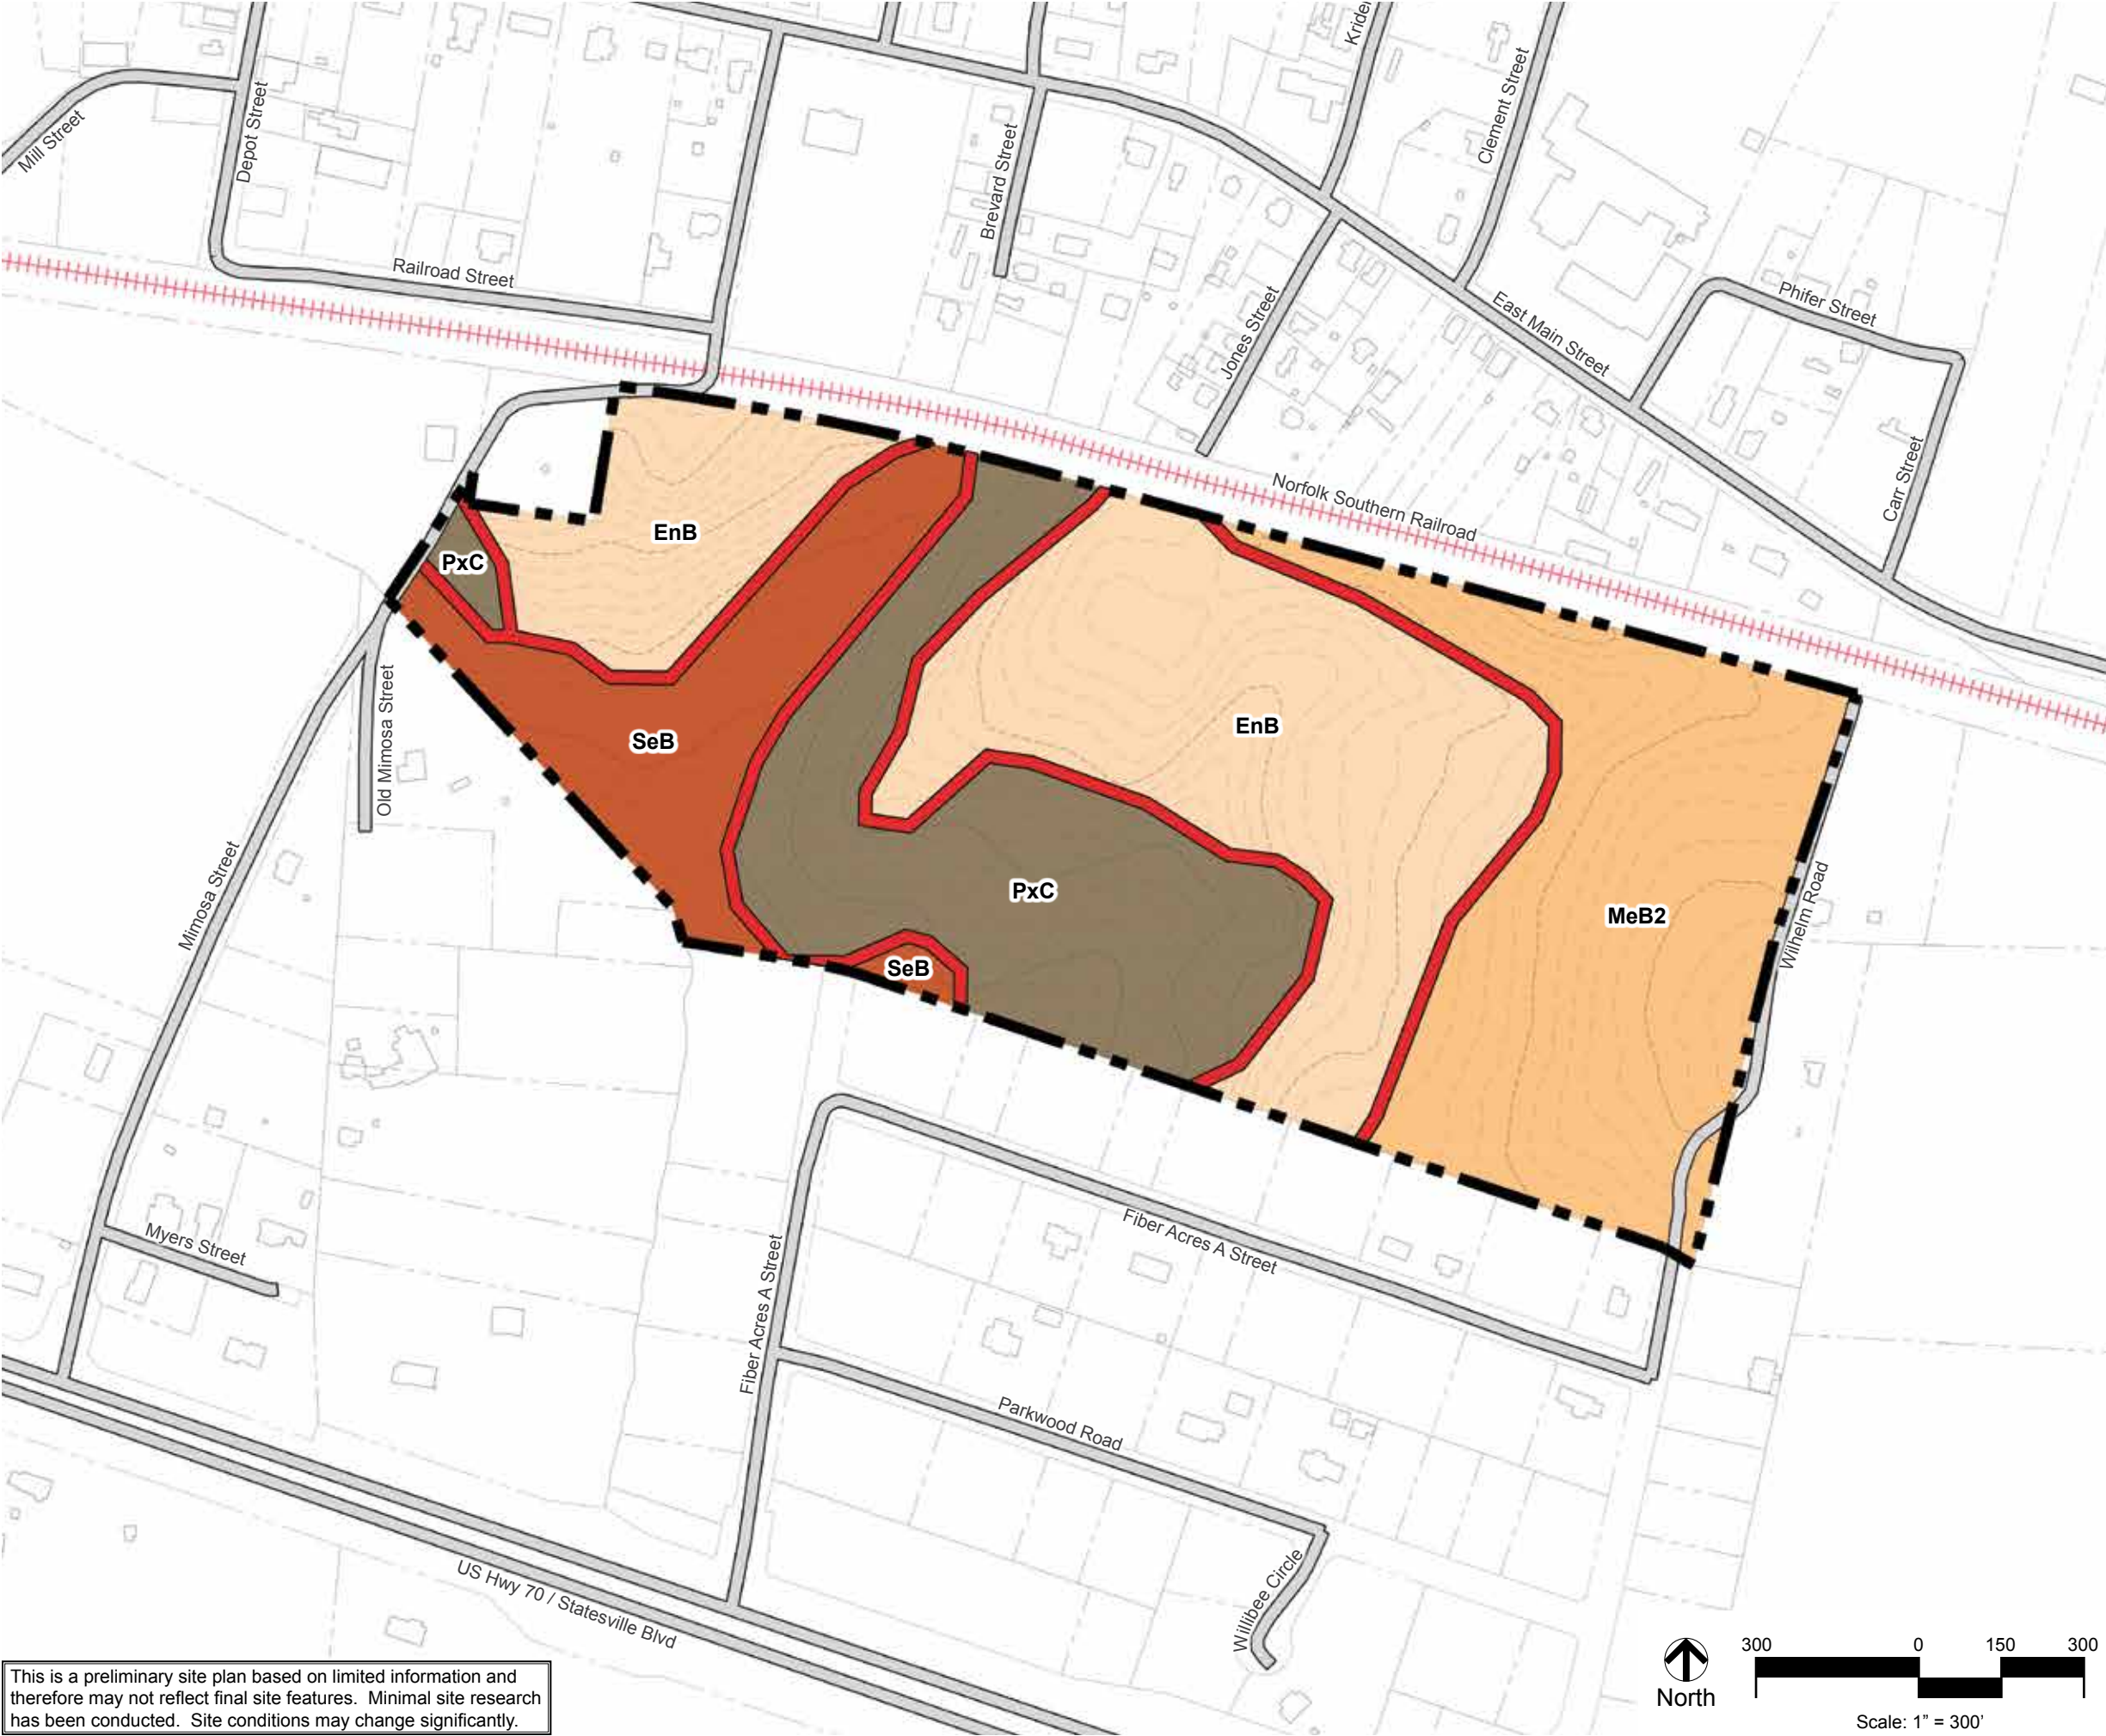 Kride
Clement Street
Mill Street
Depot Street
Brevard Street
Railroad Street
Jones Street
East Main Street
Phifer Street
Carr Street
Norfolk Southern Railroad
EnB
PxC
Old Mimosa Street
SeB
EnB
Mimosa Street
PxC
MeB2
Wilhelm Road
SeB
Myers Street
Fiber Acres A Street
Fiber Acres A Street
Parkwood Road
Willibee Circle
US Hwy 70 / Statesville Blvd
300 0 150 300
North
Scale: 1” = 300’
This is a preliminary site plan based on limited information and
therefore may not reflect final site features. Minimal site research
has been conducted. Site conditions may change significantly.